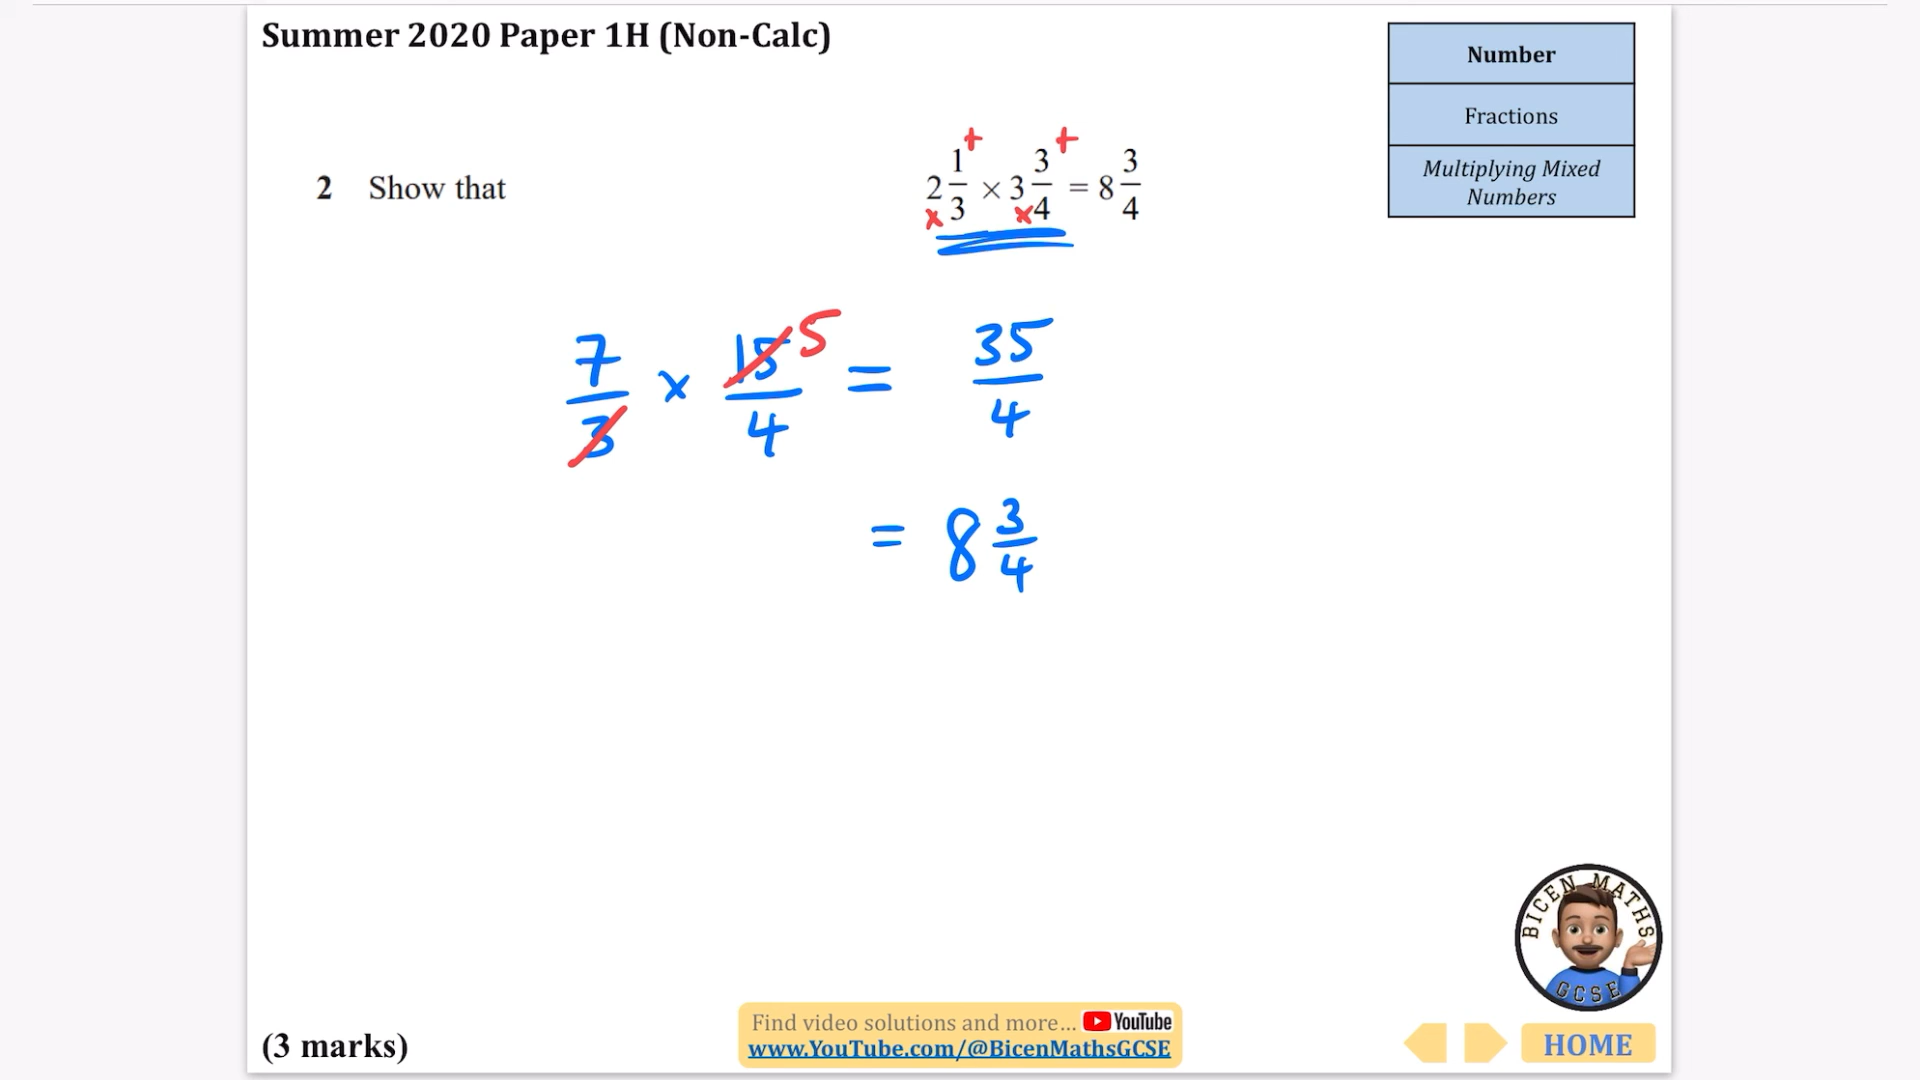 Summer 2020 Paper 1H (Non-Calc)
Number
Fractions
Multiplying Mixed
Numbers
2 Show that 2 1/3 × 3 3/4 = 8 3/4
+ +
x x
7/3 x 15/4 5 = 35/4
= 8 3/4
BICEN MATHS
GCSE
(3 marks)
Find video solutions and more... YouTube
www.YouTube.com/@BicenMathsGCSE
HOME